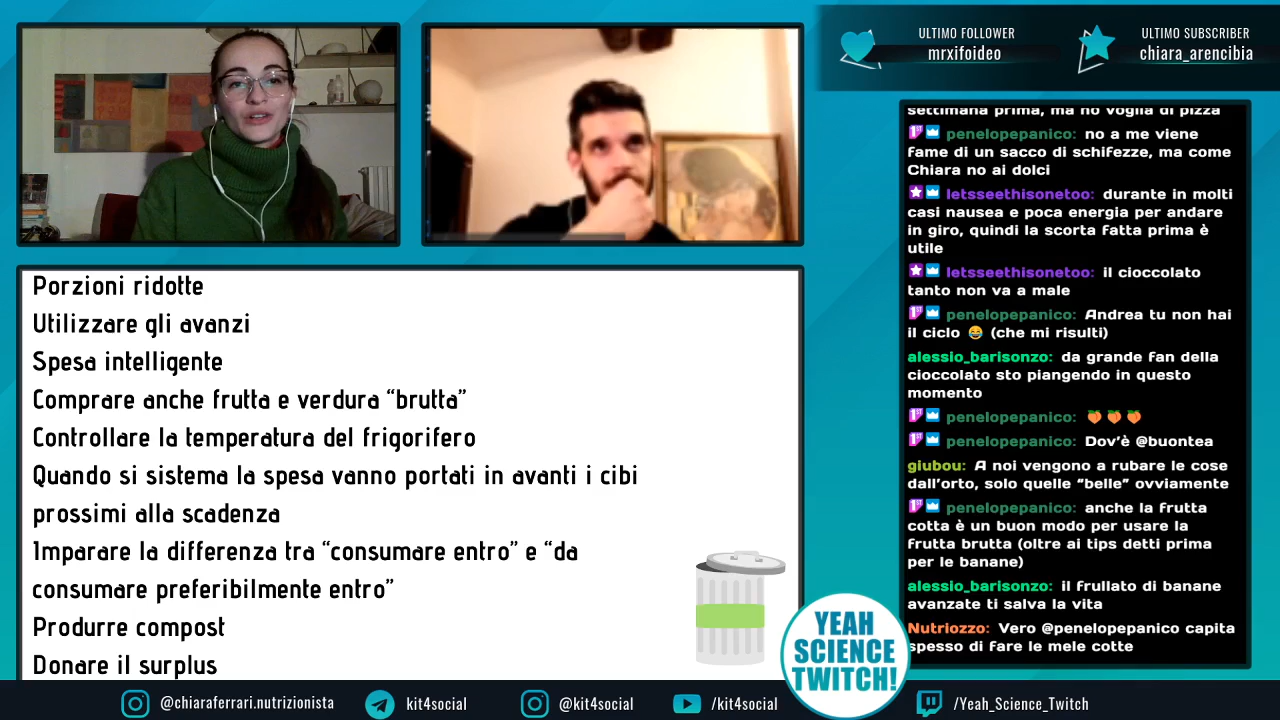 ULTIMO FOLLOWER
mrxifoideo
ULTIMO SUBSCRIBER
chiara_arencibia
Porzioni ridotte
Utilizzare gli avanzi
Spesa intelligente
Comprare anche frutta e verdura “brutta”
Controllare la temperatura del frigorifero
Quando si sistema la spesa vanno portati in avanti i cibi
prossimi alla scadenza
Imparare la differenza tra “consumare entro” e “da
consumare preferibilmente entro”
Produrre compost
Donare il surplus
settimana prima, ma no voglia di pizza
1ST penelopepanico: no a me viene
fame di un sacco di schifezze, ma come
Chiara no ai dolci
letsseethisonetoo: durante in molti
casi nausea e poca energia per andare
in giro, quindi la scorta fatta prima è
utile
letsseethisonetoo: il cioccolato
tanto non va a male
1ST penelopepanico: Andrea tu non hai
il ciclo 😂 (che mi risulti)
alessio_barisonzo: da grande fan della
cioccolato sto piangendo in questo
momento
1ST penelopepanico: 🍑🍑🍑
1ST penelopepanico: Dov'è @buontea
giubou: A noi vengono a rubare le cose
dall'orto, solo quelle “belle” ovviamente
1ST penelopepanico: anche la frutta
cotta è un buon modo per usare la
frutta brutta (oltre ai tips detti prima
per le banane)
alessio_barisonzo: il frullato di banane
avanzate ti salva la vita
Nutriozzo: Vero @penelopepanico capita
spesso di fare le mele cotte
YEAH
SCIENCE
TWITCH!
@chiaraferrari.nutrizionista
kit4social
@kit4social
/kit4social
/Yeah_Science_Twitch